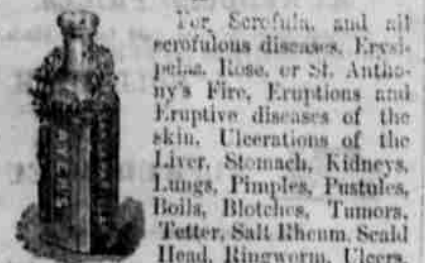 For Scrofula, and all
scrofulous diseases, Erysi-
pelas, Rose, or St. Antho-
ny's Fire, Eruptions and
Eruptive diseases of the
skin, Ulcerations of the
Liver, Stomach, Kidneys,
Lungs, Pimples, Pustules,
Boils, Blotches, Tumors,
Tetter, Salt Rheum, Scald
Head, Ringworm, Ulcers,
AYER'S